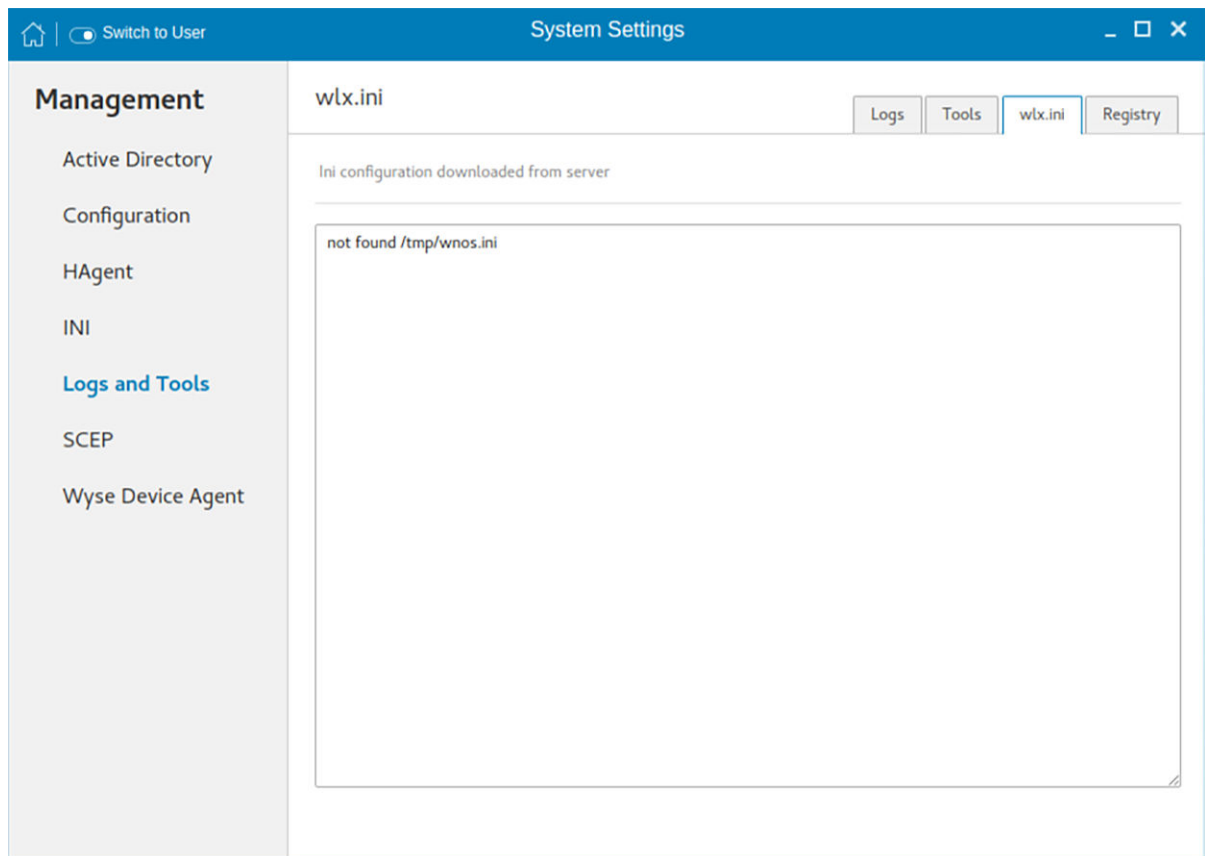 Switch to User
System Settings
Management
Active Directory
Configuration
HAgent
INI
Logs and Tools
SCEP
Wyse Device Agent
wlx.ini
Logs
Tools
wlx.ini
Registry
Ini configuration downloaded from server
not found /tmp/wnos.ini